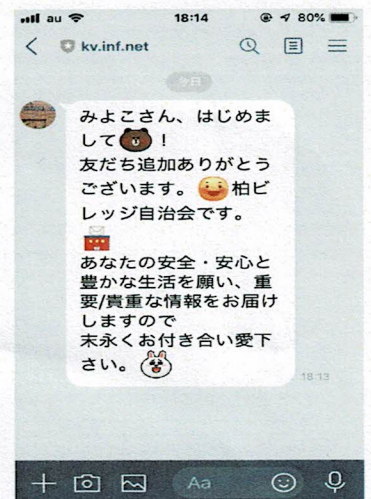 au 18:14 80%
kv.inf.net
今日
みよこさん、はじめま
して!
友だち追加ありがとう
ございます。柏ビ
レッジ自治会です。
あなたの安全・安心と
豊かな生活を願い、重
要/貴重な情報をお届け
しますので
末永くお付き合い愛下
さい。
18:13
Aa